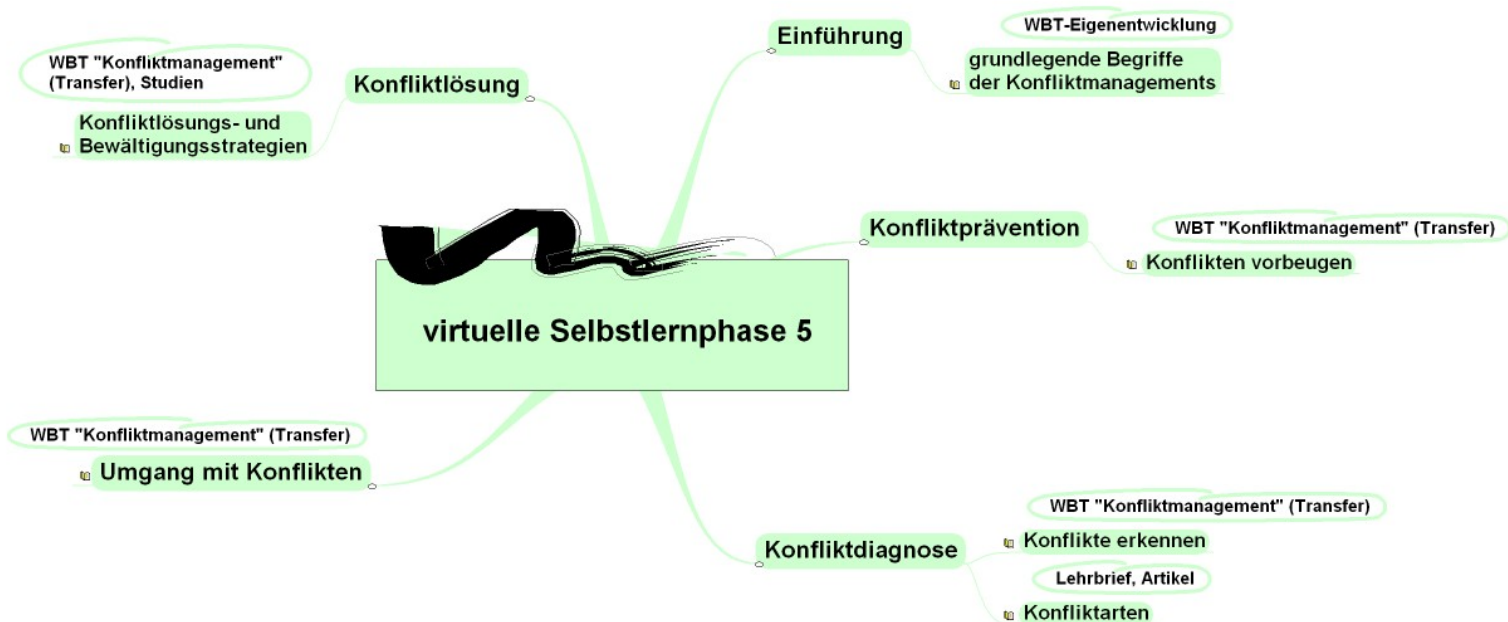 virtuelle Selbstlernphase 5
Einführung
WBT-Eigenentwicklung
grundlegende Begriffe
der Konfliktmanagements
Konfliktprävention
WBT "Konfliktmanagement" (Transfer)
Konflikten vorbeugen
Konfliktdiagnose
WBT "Konfliktmanagement" (Transfer)
Konflikte erkennen
Lehrbrief, Artikel
Konfliktarten
WBT "Konfliktmanagement" (Transfer)
Umgang mit Konflikten
Konfliktlösung
WBT "Konfliktmanagement"
(Transfer), Studien
Konfliktlösungs- und
Bewältigungsstrategien